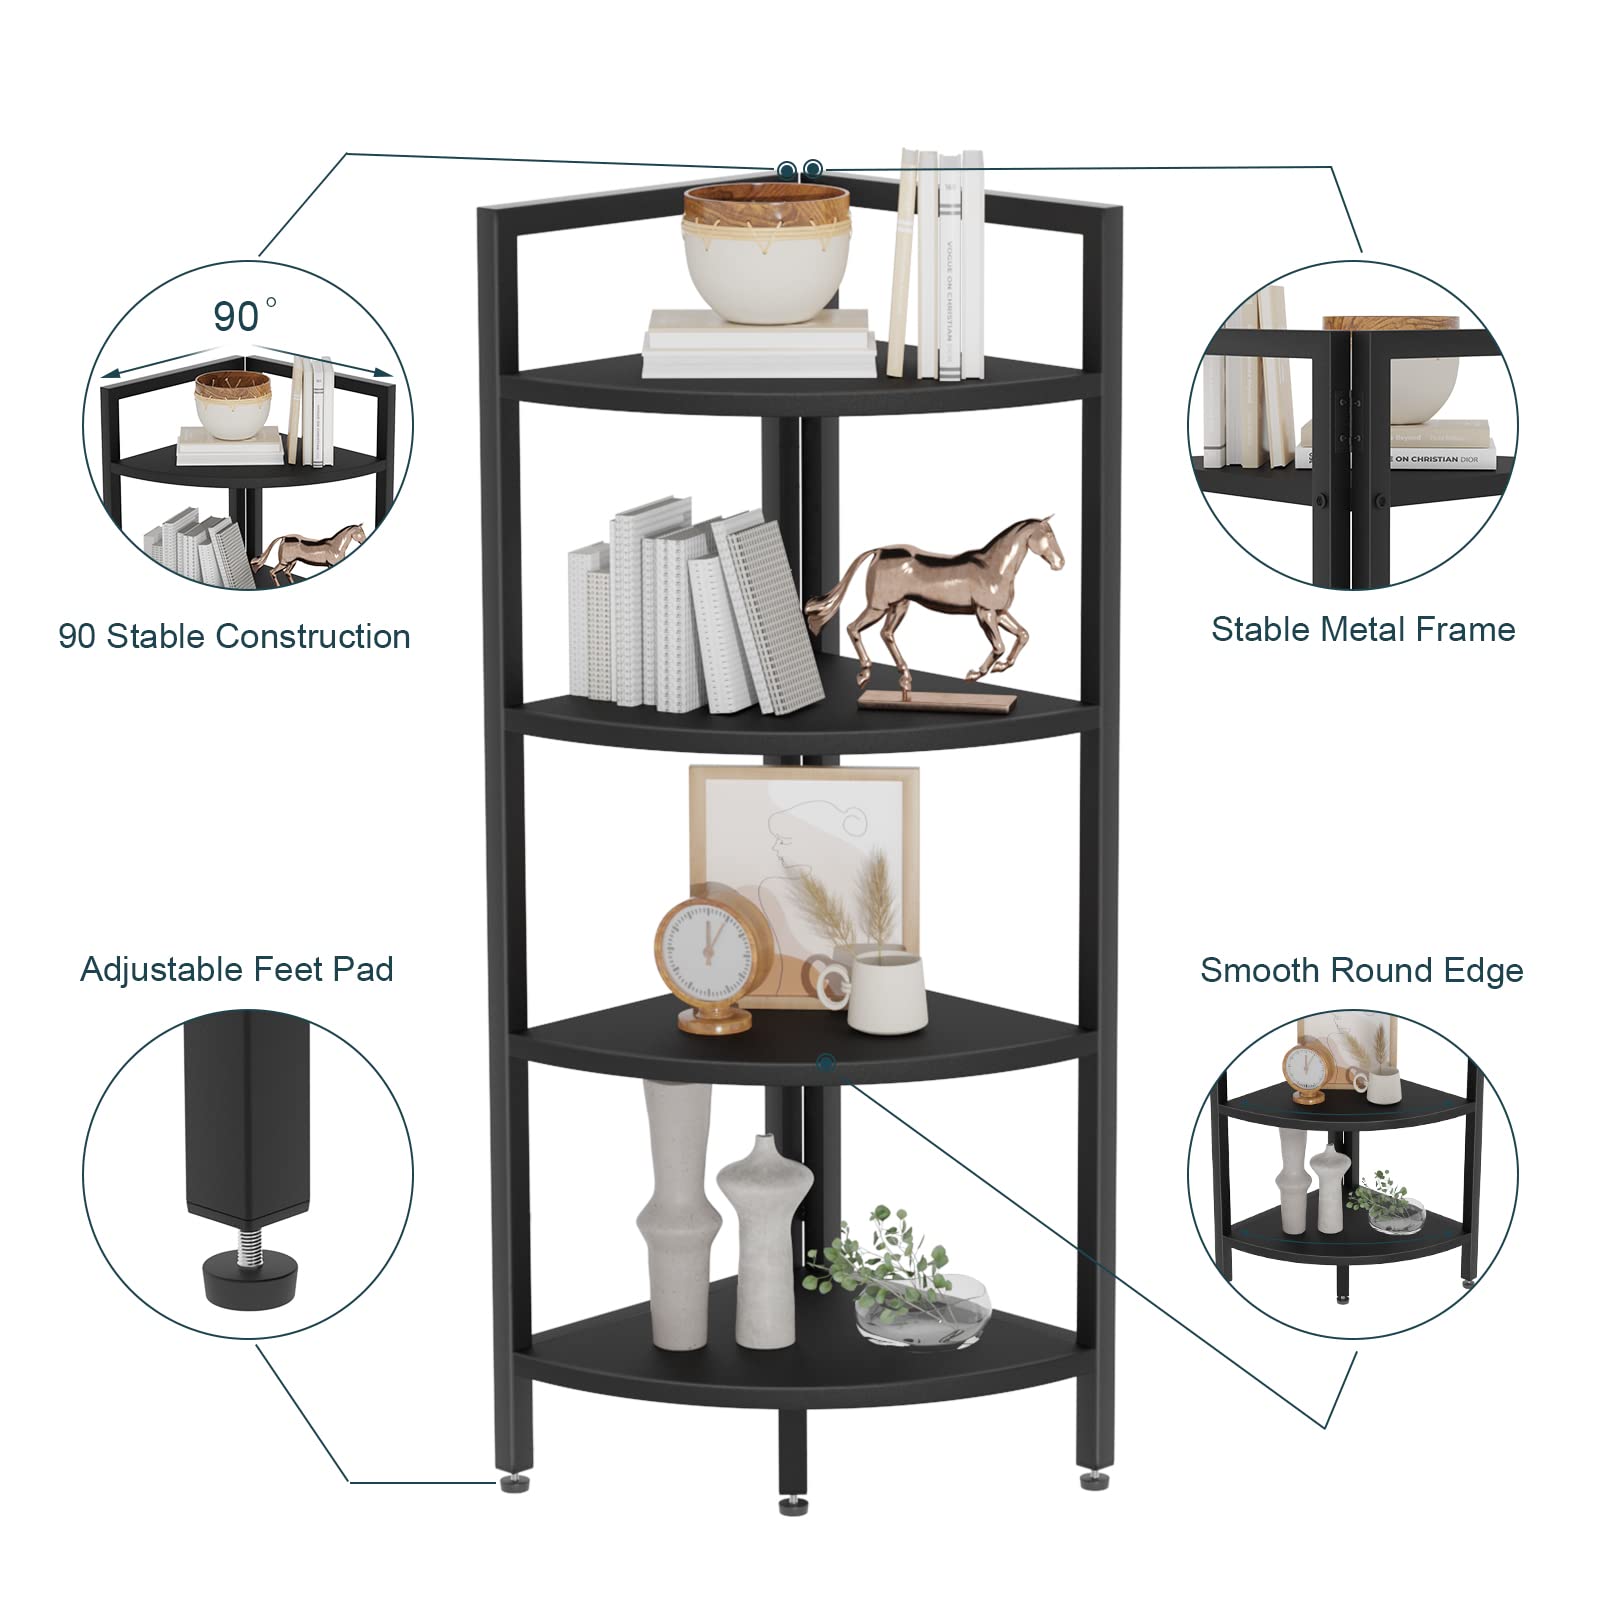 90°
90 Stable Construction
VOGUE ON CHRISTIAN DIOR
ON CHRISTIAN DIOR
Stable Metal Frame
Adjustable Feet Pad
Smooth Round Edge